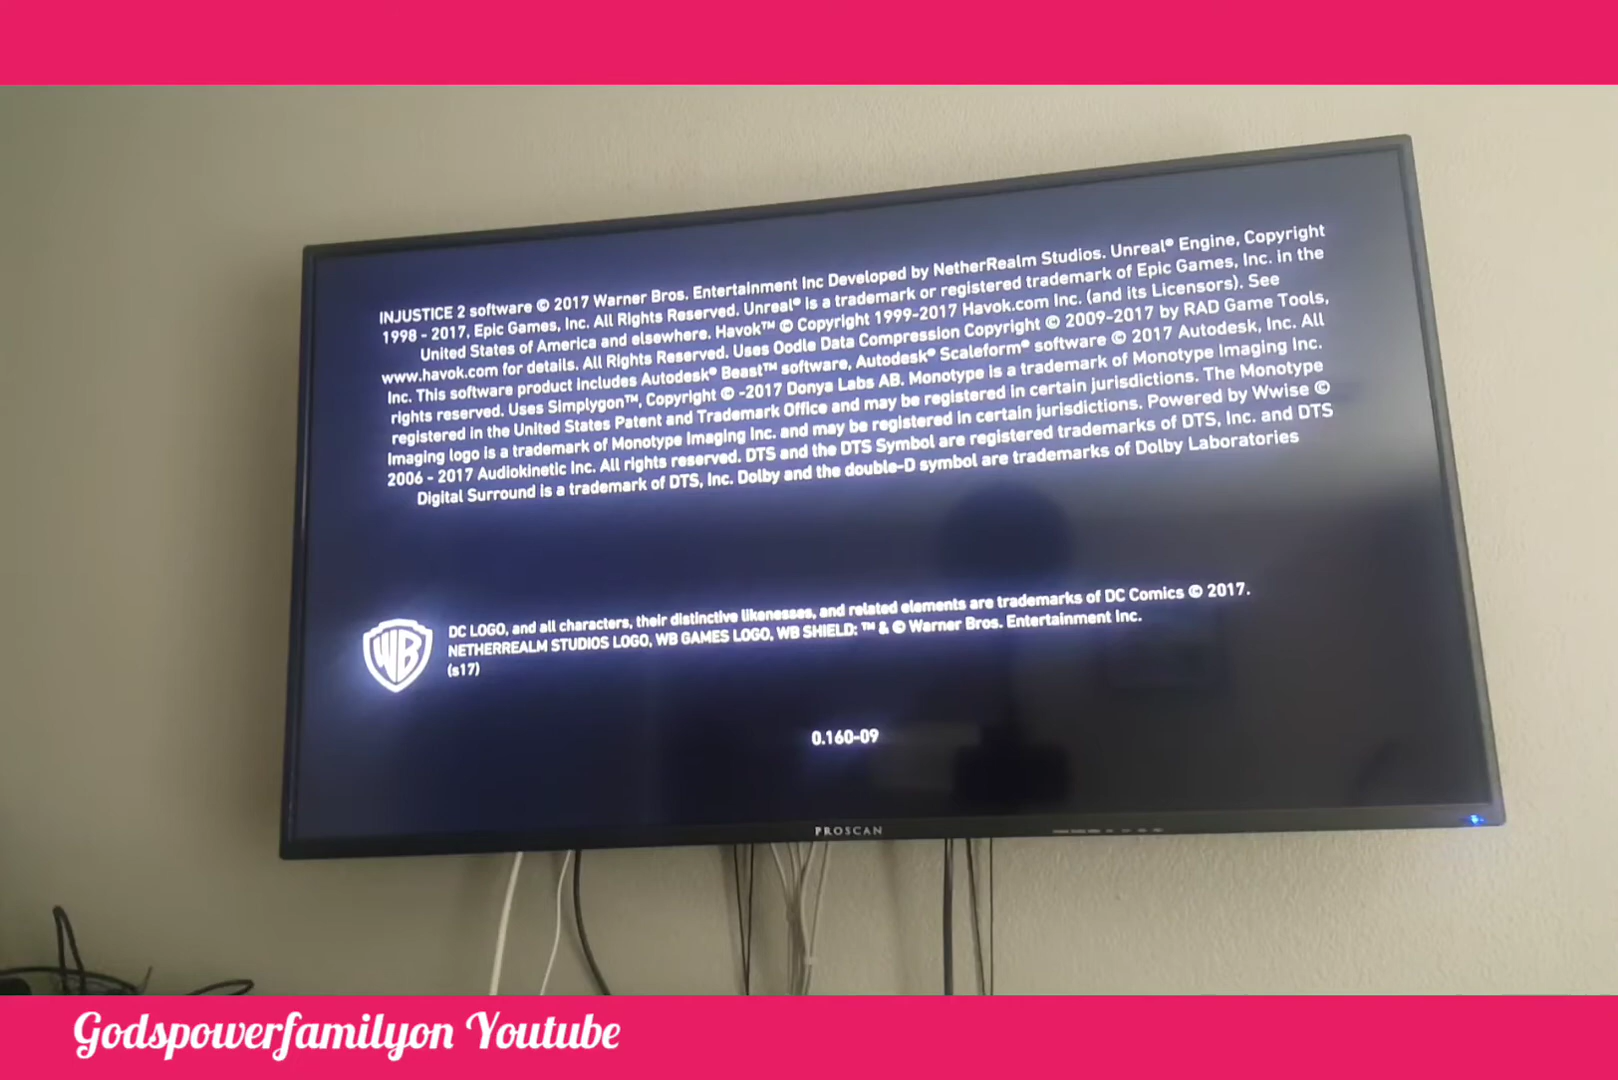 INJUSTICE 2 software © 2017 Warner Bros. Entertainment Inc Developed by NetherRealm Studios. Unreal® Engine, Copyright
1998 - 2017, Epic Games, Inc. All Rights Reserved. Unreal® is a trademark or registered trademark of Epic Games, Inc. in the
United States of America and elsewhere. Havok™ © Copyright 1999-2017 Havok.com Inc. (and its Licensors). See
www.havok.com for details. All Rights Reserved. Uses Oodle Data Compression Copyright © 2009-2017 by RAD Game Tools,
Inc. This software product includes Autodesk® Beast™ software, Autodesk® Scaleform® software © 2017 Autodesk, Inc. All
rights reserved. Uses Simplygon™, Copyright © -2017 Donya Labs AB. Monotype is a trademark of Monotype Imaging Inc.
registered in the United States Patent and Trademark Office and may be registered in certain jurisdictions. The Monotype
Imaging logo is a trademark of Monotype Imaging Inc. and may be registered in certain jurisdictions. Powered by Wwise ©
2006 - 2017 Audiokinetic Inc. All rights reserved. DTS and the DTS Symbol are registered trademarks of DTS, Inc. and DTS
Digital Surround is a trademark of DTS, Inc. Dolby and the double-D symbol are trademarks of Dolby Laboratories
WB
DC LOGO, and all characters, their distinctive likenesses, and related elements are trademarks of DC Comics © 2017.
NETHERREALM STUDIOS LOGO, WB GAMES LOGO, WB SHIELD: ™ & © Warner Bros. Entertainment Inc.
(s17)
0.160-09
PROSCAN
Godspowerfamilyon Youtube